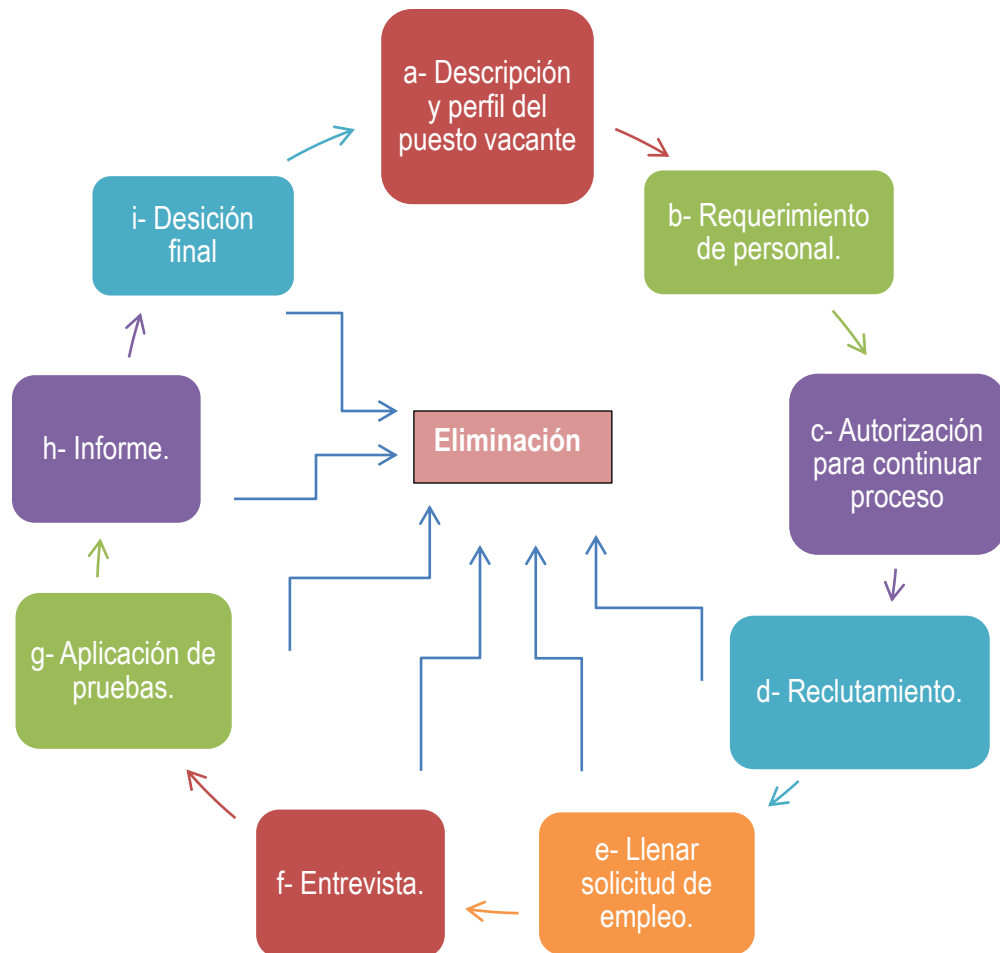 a- Descripción
y perfil del
puesto vacante
b- Requerimiento
de personal.
c- Autorización
para continuar
proceso
d- Reclutamiento.
e- Llenar
solicitud de
empleo.
f- Entrevista.
g- Aplicación de
pruebas.
h- Informe.
i- Desición
final
Eliminación